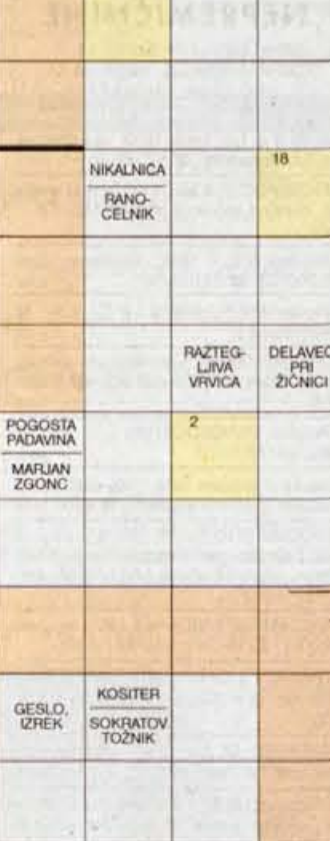 NIKALNICA
RANO-
CELNIK
18
RAZTEG-
LJIVA
VRVICA
DELAVEC
PRI
ŽIČNICI
POGOSTA
PADAVINA
MARJAN
ZGONC
2
GESLO,
IZREK
KOSITER
SOKRATOV
TOŽNIK